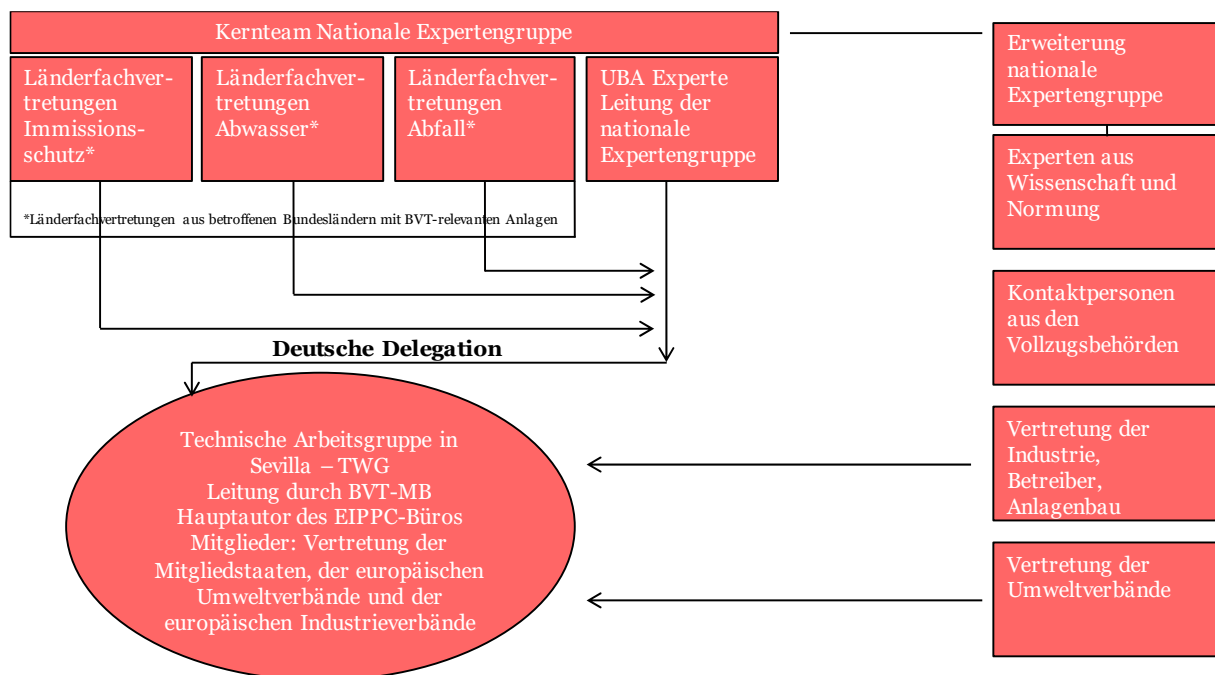 Kernteam Nationale Expertengruppe
Länderfachver-
tretungen
Immissions-
schutz*
Länderfachver-
tretungen
Abwasser*
Länderfachver-
tretungen
Abfall*
UBA Experte
Leitung der
nationale
Expertengruppe
*Länderfachvertretungen aus betroffenen Bundesländern mit BVT-relevanten Anlagen
Deutsche Delegation
Technische Arbeitsgruppe in
Sevilla – TWG
Leitung durch BVT-MB
Hauptautor des EIPPC-Büros
Mitglieder: Vertretung der
Mitgliedstaaten, der europäischen
Umweltverbände und der
europäischen Industrieverbände
Erweiterung
nationale
Expertengruppe
Experten aus
Wissenschaft und
Normung
Kontaktpersonen
aus den
Vollzugsbehörden
Vertretung der
Industrie,
Betreiber,
Anlagenbau
Vertretung der
Umweltverbände